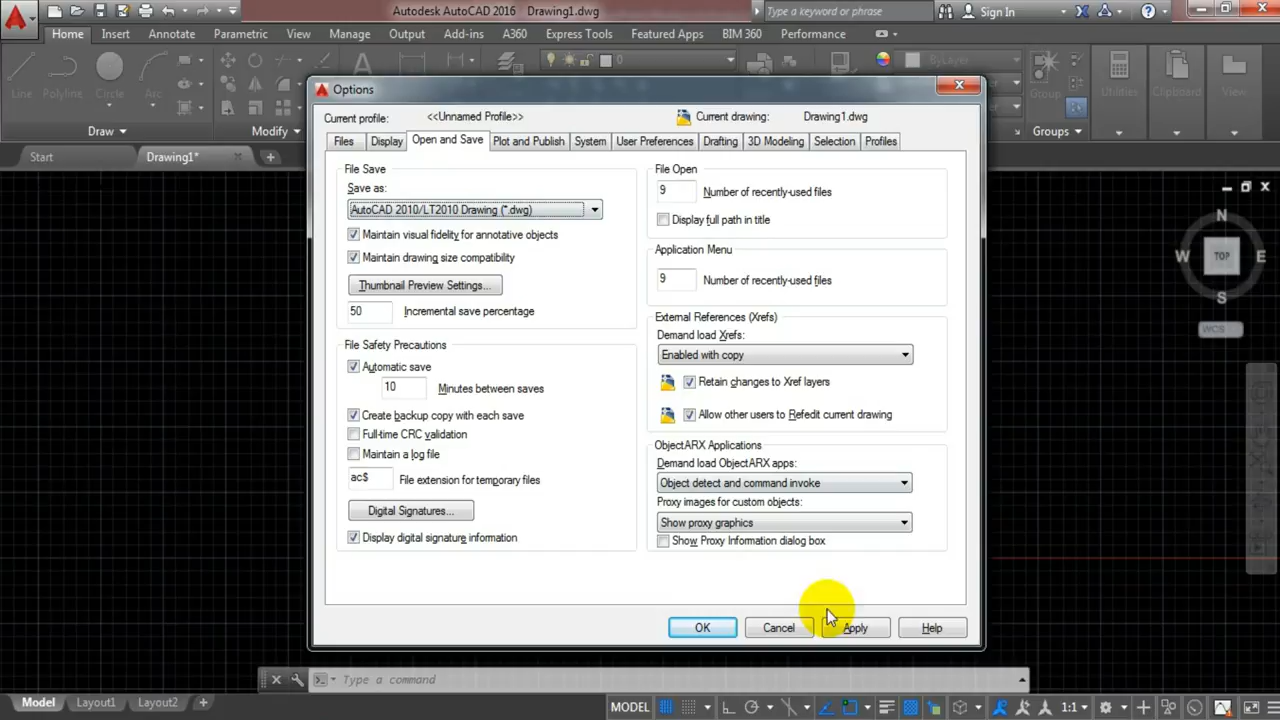 Autodesk AutoCAD 2016 Drawing1.dwg
Type a keyword or phrase
Sign In
Home Insert Annotate Parametric View Manage Output Add-ins A360 Express Tools Featured Apps BIM 360 Performance
0
ByLayer
Line Polyline Circle Arc
Group Utilities Clipboard View
Draw Modify Groups
Start Drawing1*
Options
Current profile: <<Unnamed Profile>> Current drawing: Drawing1.dwg
Files Display Open and Save Plot and Publish System User Preferences Drafting 3D Modeling Selection Profiles
File Save
Save as:
AutoCAD 2010/LT2010 Drawing (*.dwg)
Maintain visual fidelity for annotative objects
Maintain drawing size compatibility
Thumbnail Preview Settings...
50 Incremental save percentage
File Safety Precautions
Automatic save
10 Minutes between saves
Create backup copy with each save
Full-time CRC validation
Maintain a log file
ac$ File extension for temporary files
Digital Signatures...
Display digital signature information
File Open
9 Number of recently-used files
Display full path in title
Application Menu
9 Number of recently-used files
External References (Xrefs)
Demand load Xrefs:
Enabled with copy
Retain changes to Xref layers
Allow other users to Refedit current drawing
ObjectARX Applications
Demand load ObjectARX apps:
Object detect and command invoke
Proxy images for custom objects:
Show proxy graphics
Show Proxy Information dialog box
OK Cancel Apply Help
N
W TOP E
S
WCS
Type a command
Model Layout1 Layout2
MODEL 1:1